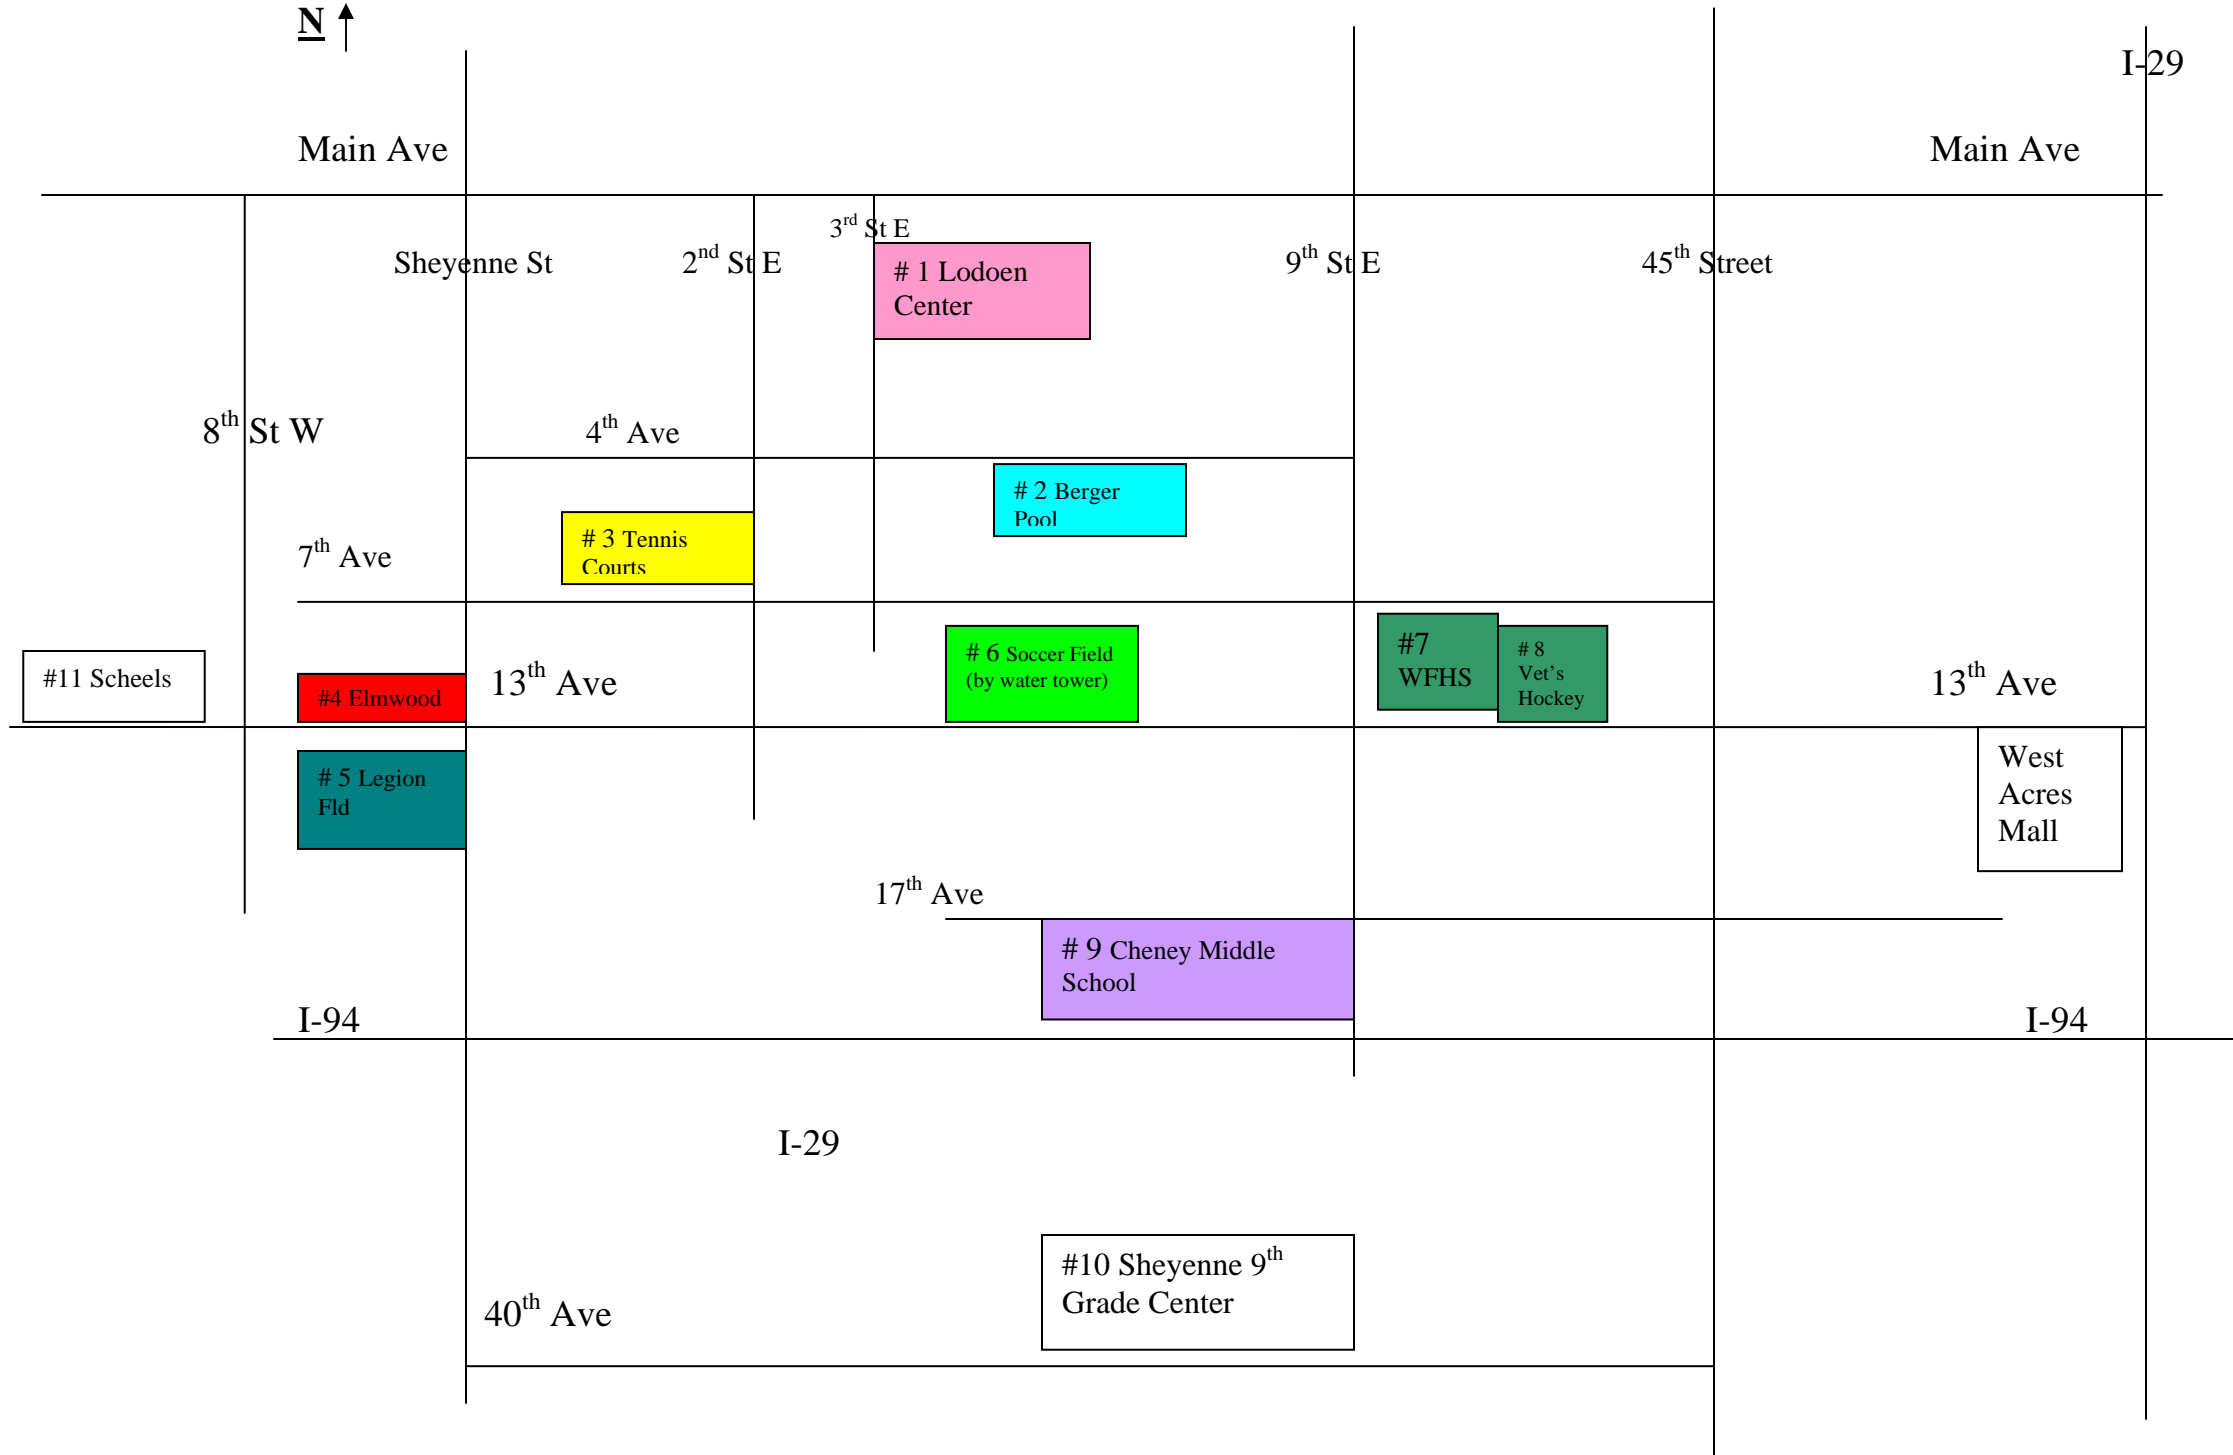 N
I-29
Main Ave
Main Ave
3rd St E
Sheyenne St
2nd St E
# 1 Lodoen
Center
9th St E
45th Street
8th St W
4th Ave
# 2 Berger
Pool
# 3 Tennis
Courts
7th Ave
#11 Scheels
#4 Elmwood
13th Ave
# 6 Soccer Field
(by water tower)
#7
WFHS
# 8
Vet's
Hockey
13th Ave
# 5 Legion
Fld
West
Acres
Mall
17th Ave
# 9 Cheney Middle
School
I-94
I-94
I-29
#10 Sheyenne 9th
Grade Center
40th Ave